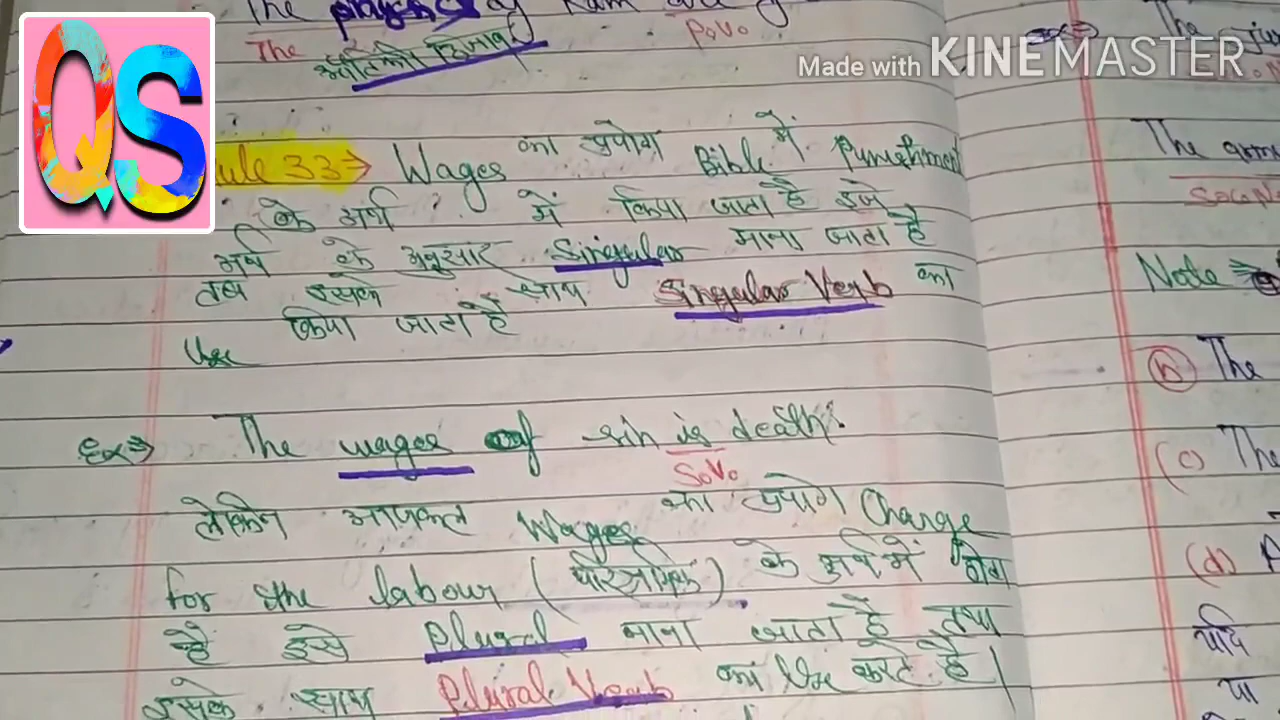 The of Ram are
The P.V.
Made with KINEMASTER
QS
Rule 33 → Wages का प्रयोग Bible में Punishment
के अर्थ में किया जाता है इसे
अर्थ के अनुसार Singular माना जाता है
तब इसके साथ Singular Verb का
Use किया जाता है
Ex⇒ The wages of sin is death.
S.V.
लेकिन आजकल Wages का प्रयोग Charge
for the labour (पारिश्रमिक) के अर्थ में होता
है इसे Plural माना जाता है तथा
इसके साथ Plural Verb का Use करते है।
The
The
Note
(b) The
(c) The
(d) A
यदि
या